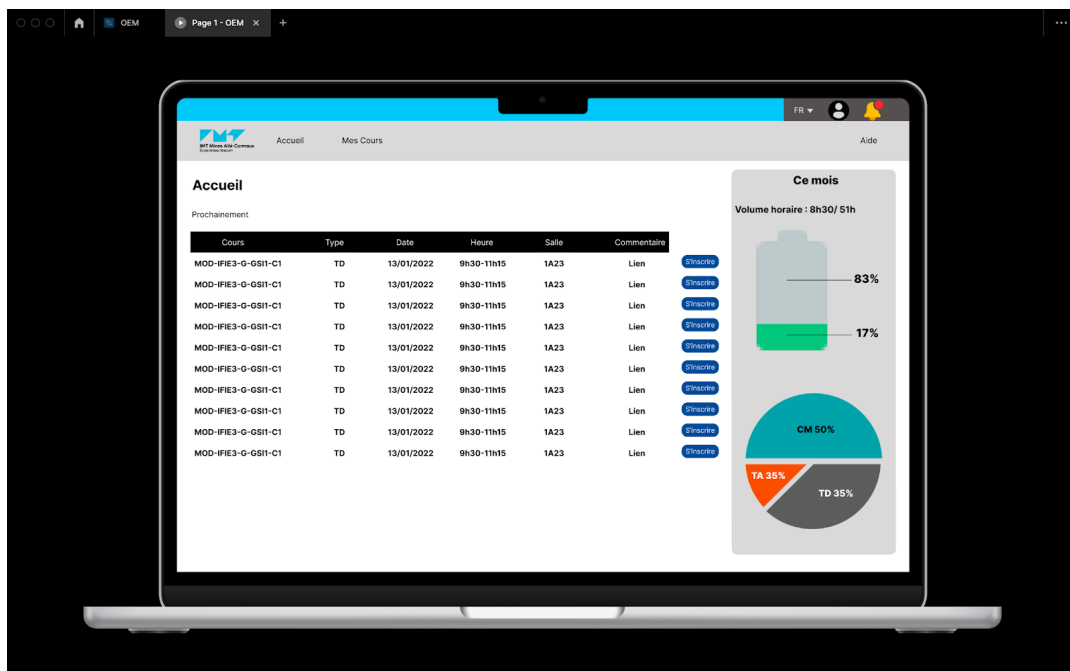 OEM
Page 1 - OEM
FR
IMT Mines Albi-Carmaux
Accueil Mes Cours Aide
Accueil
Prochainement
Cours Type Date Heure Salle Commentaire
MOD-IFIE3-G-GSI1-C1 TD 13/01/2022 9h30-11h15 1A23 Lien S'inscrire
MOD-IFIE3-G-GSI1-C1 TD 13/01/2022 9h30-11h15 1A23 Lien S'inscrire
MOD-IFIE3-G-GSI1-C1 TD 13/01/2022 9h30-11h15 1A23 Lien S'inscrire
MOD-IFIE3-G-GSI1-C1 TD 13/01/2022 9h30-11h15 1A23 Lien S'inscrire
MOD-IFIE3-G-GSI1-C1 TD 13/01/2022 9h30-11h15 1A23 Lien S'inscrire
MOD-IFIE3-G-GSI1-C1 TD 13/01/2022 9h30-11h15 1A23 Lien S'inscrire
MOD-IFIE3-G-GSI1-C1 TD 13/01/2022 9h30-11h15 1A23 Lien S'inscrire
MOD-IFIE3-G-GSI1-C1 TD 13/01/2022 9h30-11h15 1A23 Lien S'inscrire
MOD-IFIE3-G-GSI1-C1 TD 13/01/2022 9h30-11h15 1A23 Lien S'inscrire
MOD-IFIE3-G-GSI1-C1 TD 13/01/2022 9h30-11h15 1A23 Lien S'inscrire
Ce mois
Volume horaire : 8h30/ 51h
83%
17%
CM 50%
TA 35%
TD 35%